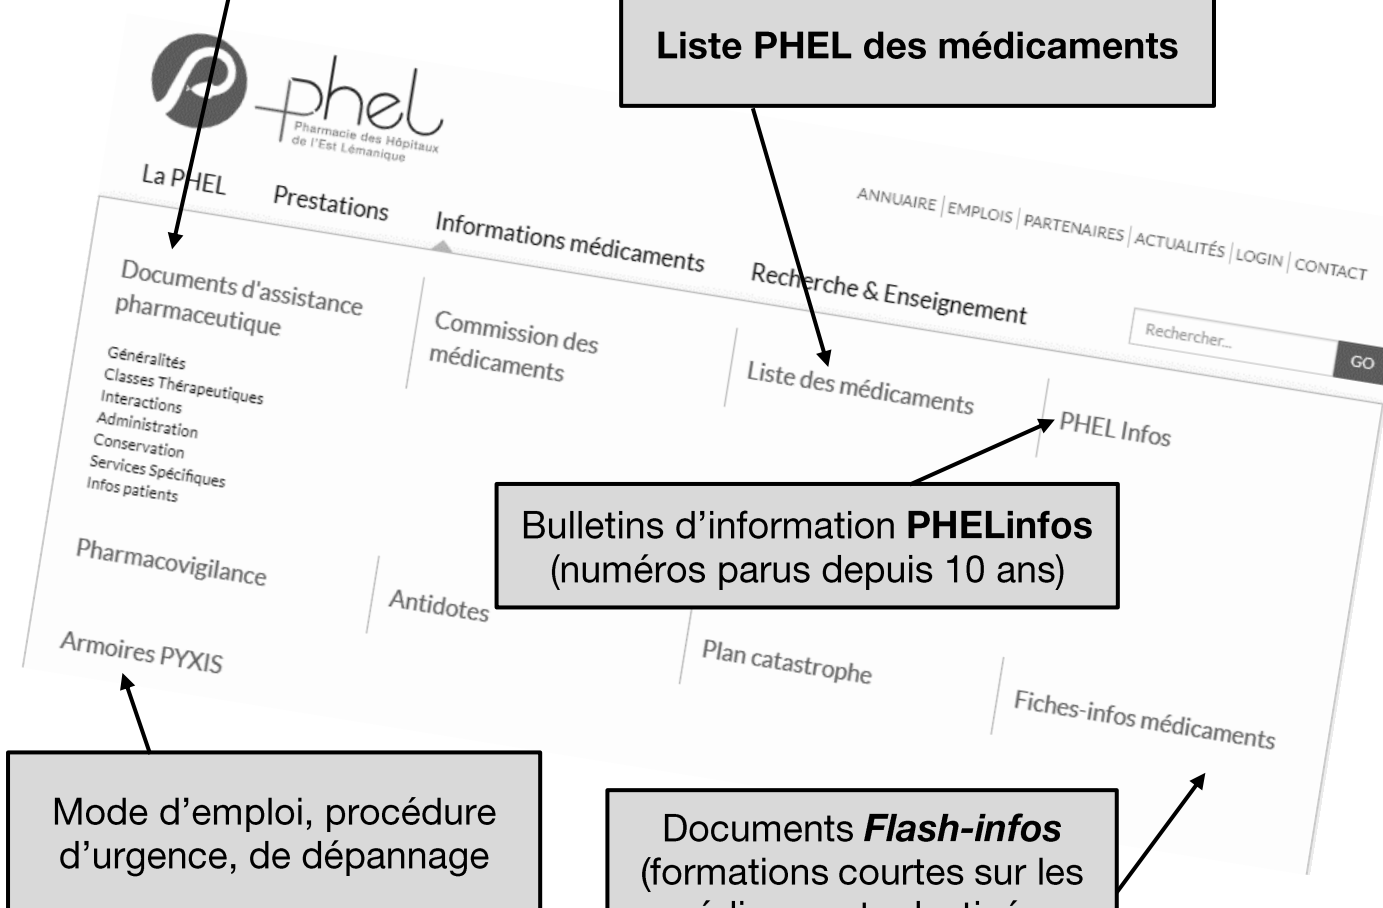 Liste PHEL des médicaments
phel
Pharmacie des Hôpitaux
de l'Est Lémanique
ANNUAIRE | EMPLOIS | PARTENAIRES | ACTUALITÉS | LOGIN | CONTACT
La PHEL Prestations Informations médicaments Recherche & Enseignement
Rechercher... GO
Documents d'assistance
pharmaceutique
Généralités
Classes Thérapeutiques
Interactions
Administration
Conservation
Services Spécifiques
Infos patients
Commission des
médicaments
Liste des médicaments
PHEL Infos
Bulletins d’information PHELinfos
(numéros parus depuis 10 ans)
Pharmacovigilance
Antidotes
Plan catastrophe
Fiches-infos médicaments
Armoires PYXIS
Mode d’emploi, procédure
d’urgence, de dépannage
Documents Flash-infos
(formations courtes sur les